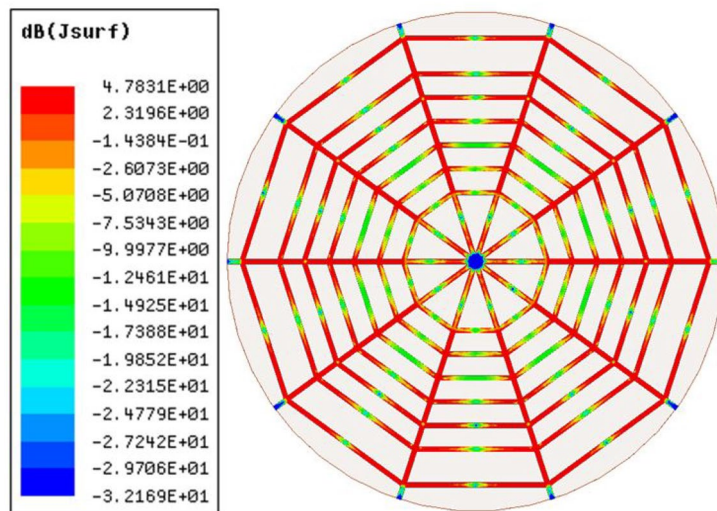 dB(Jsurf)
4.7831E+00
2.3196E+00
-1.4384E-01
-2.6073E+00
-5.0708E+00
-7.5343E+00
-9.9977E+00
-1.2461E+01
-1.4925E+01
-1.7388E+01
-1.9852E+01
-2.2315E+01
-2.4779E+01
-2.7242E+01
-2.9706E+01
-3.2169E+01